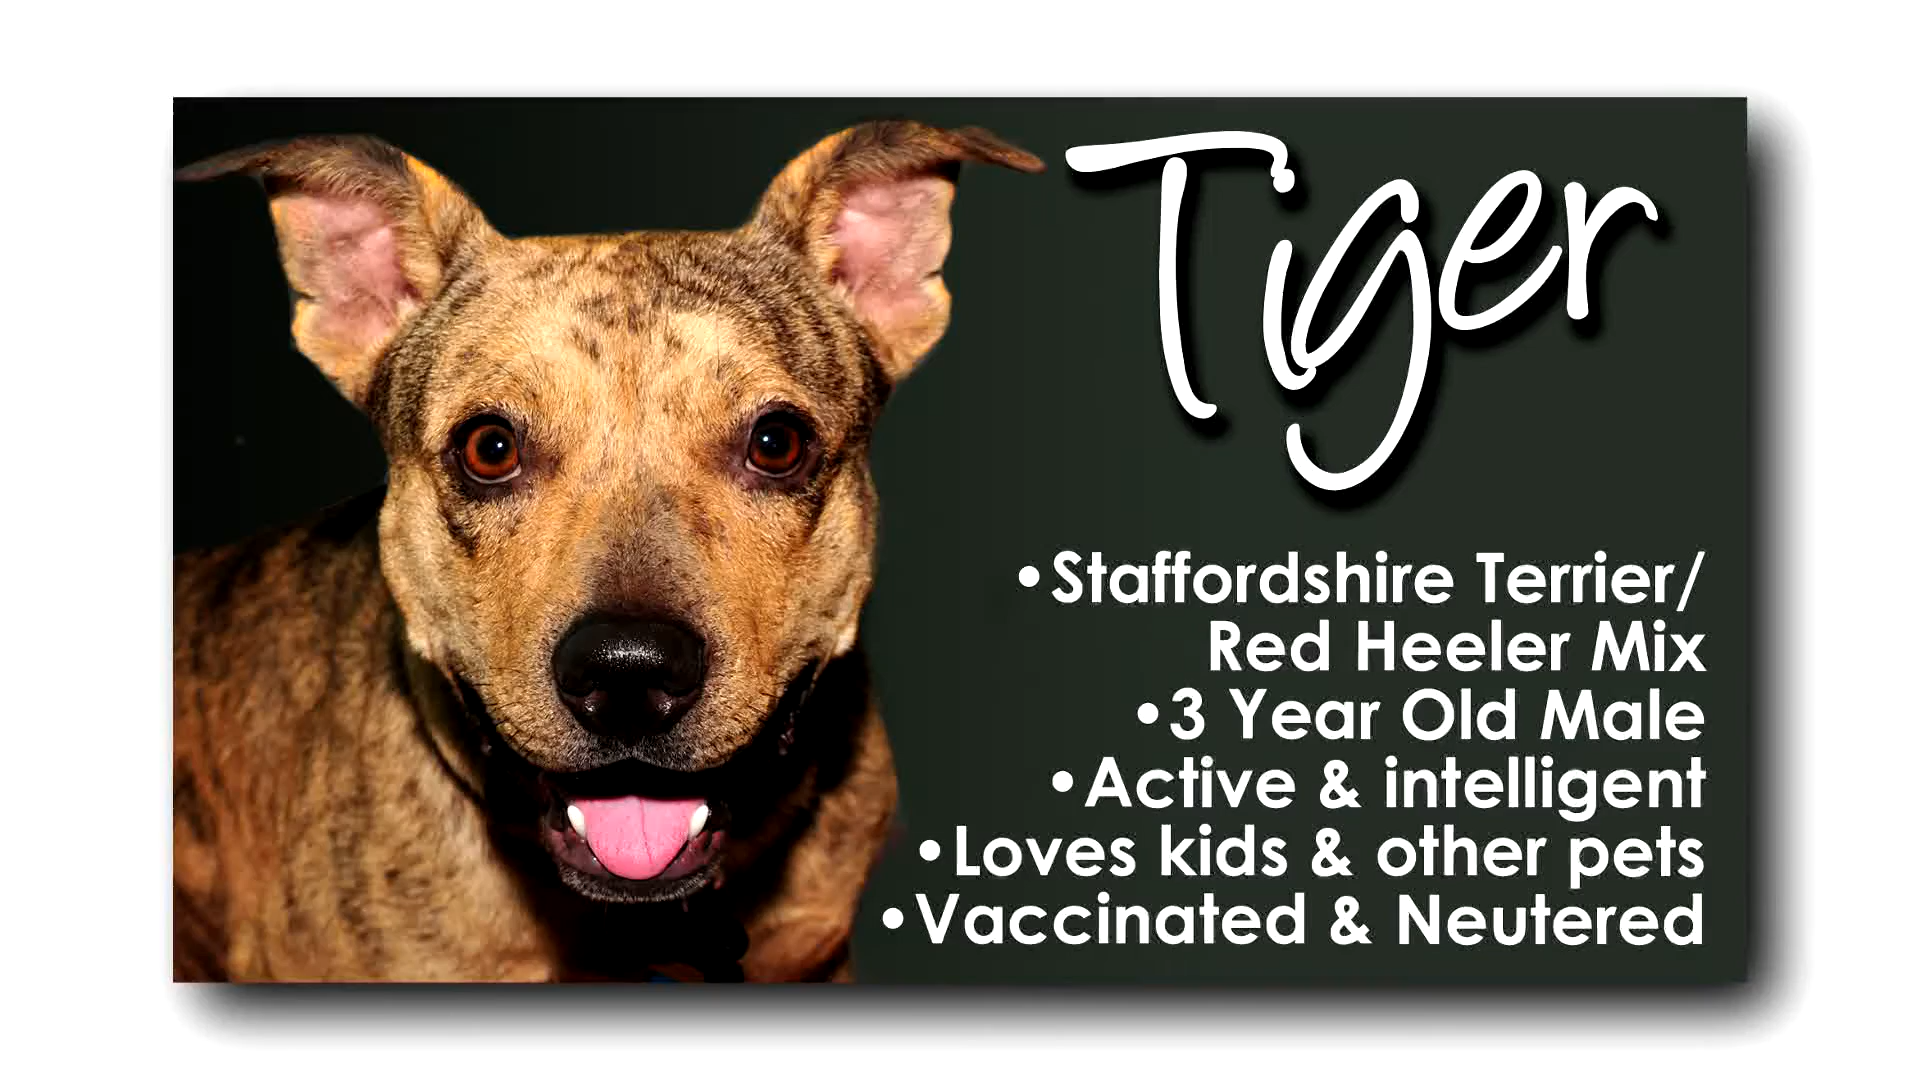 Tiger
•Staffordshire Terrier/
Red Heeler Mix
•3 Year Old Male
•Active & intelligent
•Loves kids & other pets
•Vaccinated & Neutered